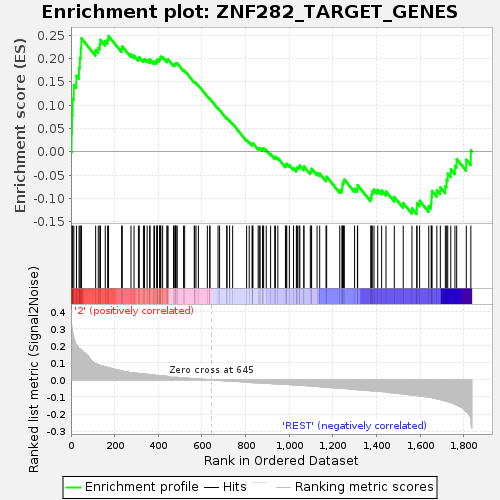 Enrichment plot: ZNF282_TARGET_GENES
Enrichment score (ES)
0.25
0.20
0.15
0.10
0.05
0.00
-0.05
-0.10
-0.15
Ranked list metric (Signal2Noise)
0.4
0.3
0.2
0.1
0.0
-0.1
-0.2
-0.3
'2' (positively correlated)
Zero cross at 645
'REST' (negatively correlated)
0
200
400
600
800
1,000
1,200
1,400
1,600
1,800
Rank in Ordered Dataset
Enrichment profile
Hits
Ranking metric scores